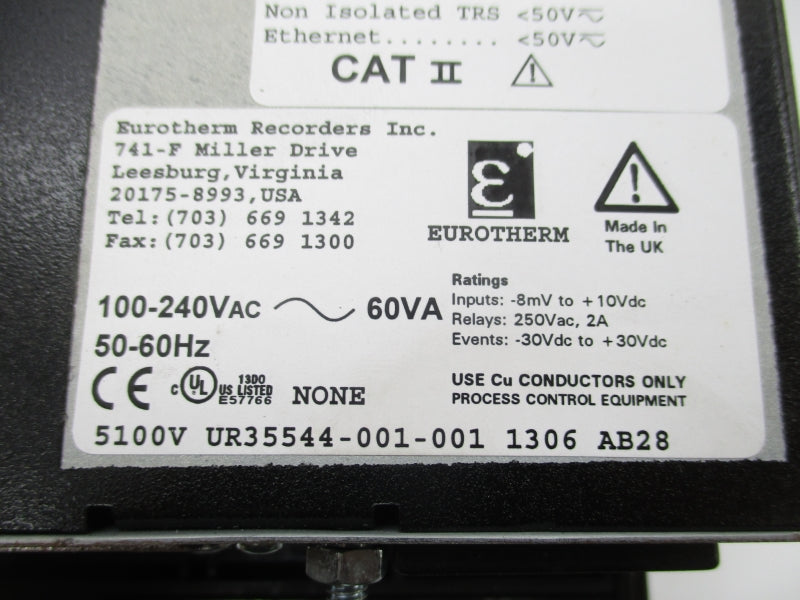 Non Isolated TRS <50V
Ethernet........ <50V
CAT II
Eurotherm Recorders Inc.
741-F Miller Drive
Leesburg,Virginia
20175-8993,USA
Tel:(703) 669 1342
Fax:(703) 669 1300
EUROTHERM
Made In
The UK
100-240VAC 60VA
50-60Hz
Ratings
Inputs: -8mV to +10Vdc
Relays: 250Vac, 2A
Events: -30Vdc to +30Vdc
CE c UL US LISTED 13D0
E57766
NONE
USE Cu CONDUCTORS ONLY
PROCESS CONTROL EQUIPMENT
5100V UR35544-001-001 1306 AB28